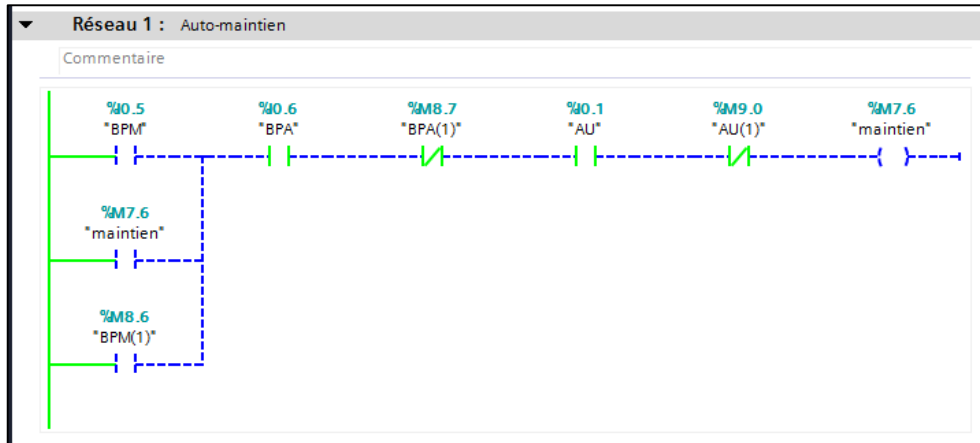 Réseau 1 : Auto-maintien
Commentaire
%I0.5 %I0.6 %M8.7 %I0.1 %M9.0 %M7.6
"BPM" "BPA" "BPA(1)" "AU" "AU(1)" "maintien"
%M7.6
"maintien"
%M8.6
"BPM(1)"